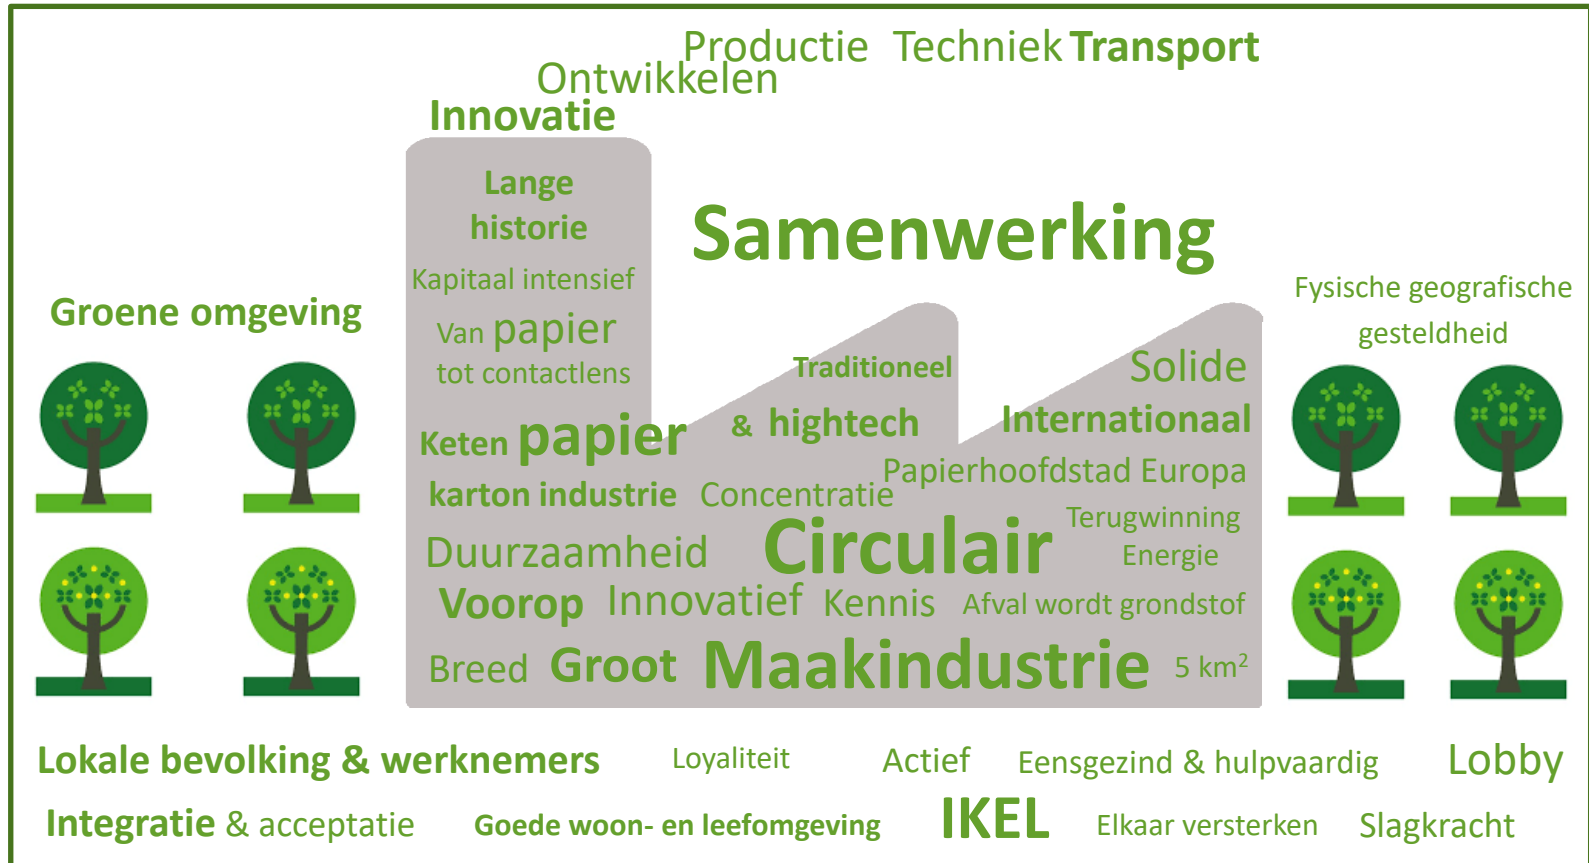 Productie Techniek Transport
Ontwikkelen
Innovatie
Lange
historie
Samenwerking
Kapitaal intensief
Groene omgeving
Fysische geografische
gesteldheid
Van papier
tot contactlens
Traditioneel
& hightech
Solide
Internationaal
Keten papier
karton industrie
Concentratie
Papierhoofdstad Europa
Duurzaamheid
Circulair
Terugwinning
Energie
Voorop Innovatief Kennis Afval wordt grondstof
Breed Groot Maakindustrie 5 km²
Lokale bevolking & werknemers Loyaliteit Actief Eensgezind & hulpvaardig Lobby
Integratie & acceptatie Goede woon- en leefomgeving IKEL Elkaar versterken Slagkracht